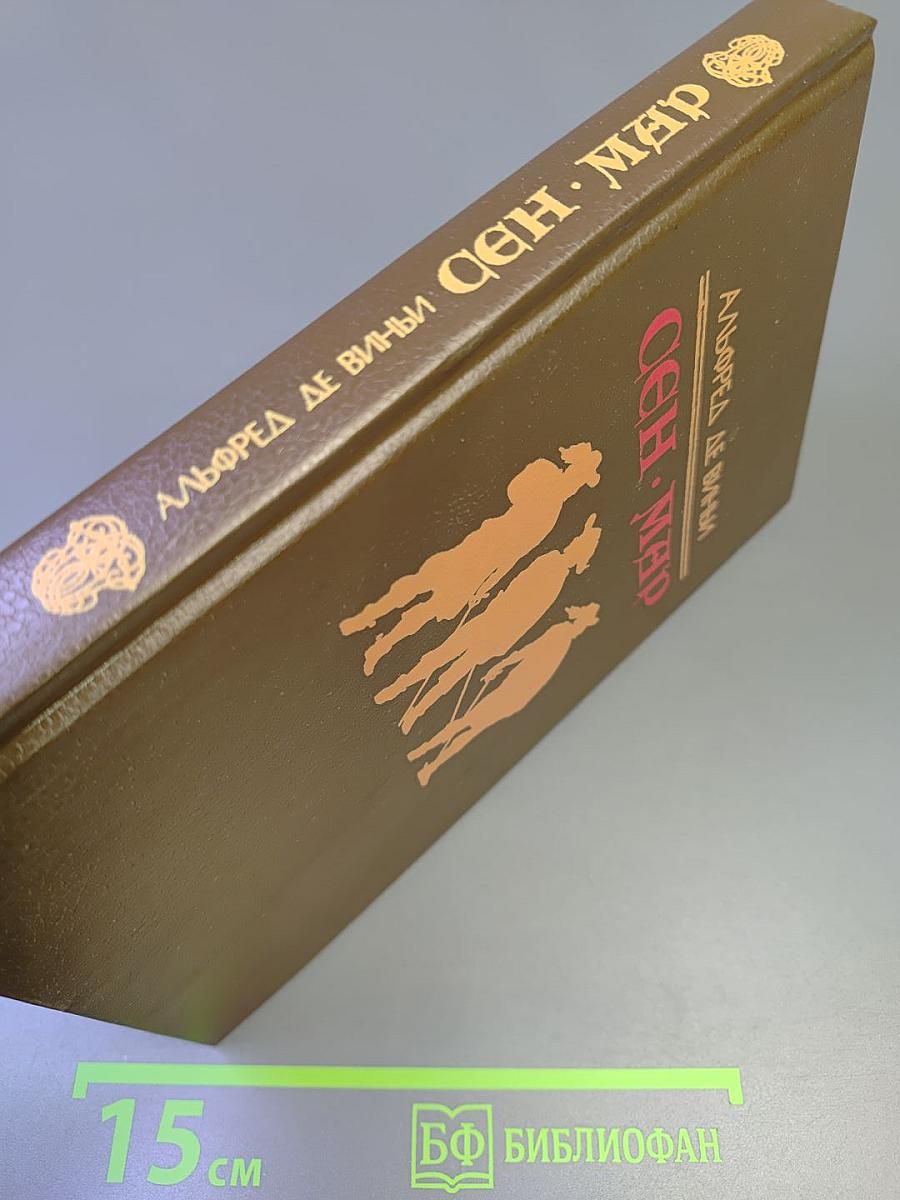 АЛЬФРЕД ДЕ ВИНЬИ СЕН·МАР
АЛЬФРЕД ДЕ ВИНЬИ
СЕН·МАР
15 см
БФ БИБЛИОФАН